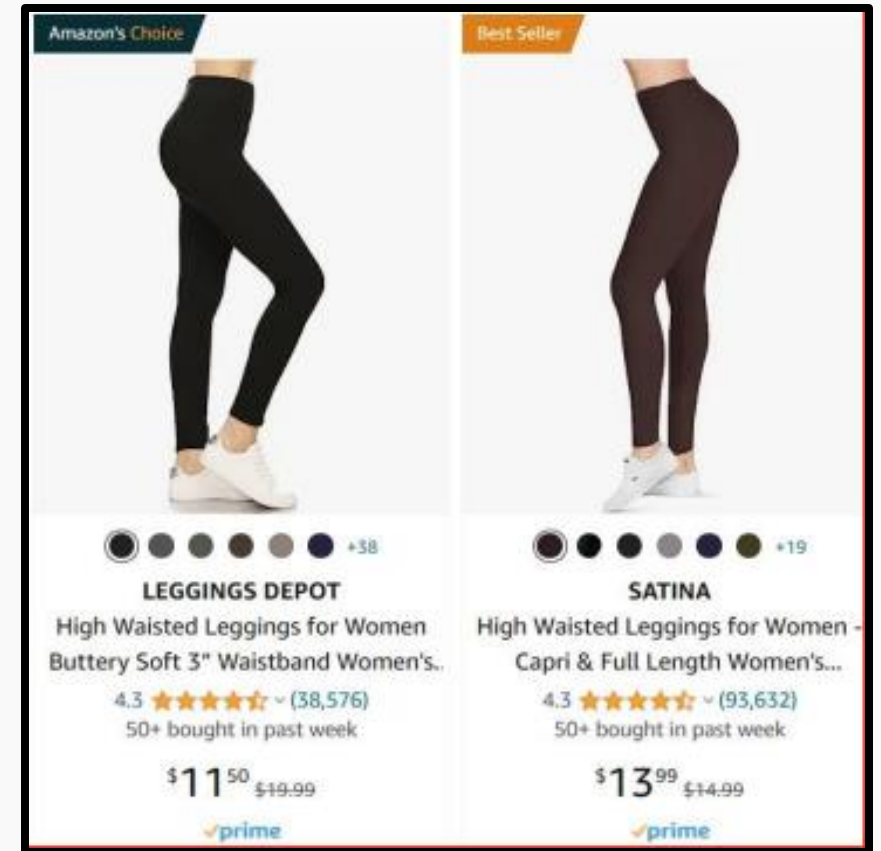 Amazon's Choice
+38
LEGGINGS DEPOT
High Waisted Leggings for Women
Buttery Soft 3" Waistband Women's..
4.3 (38,576)
50+ bought in past week
$11 50 $19.99
prime
Best Seller
+19
SATINA
High Waisted Leggings for Women -
Capri & Full Length Women's...
4.3 (93,632)
50+ bought in past week
$13 99 $14.99
prime